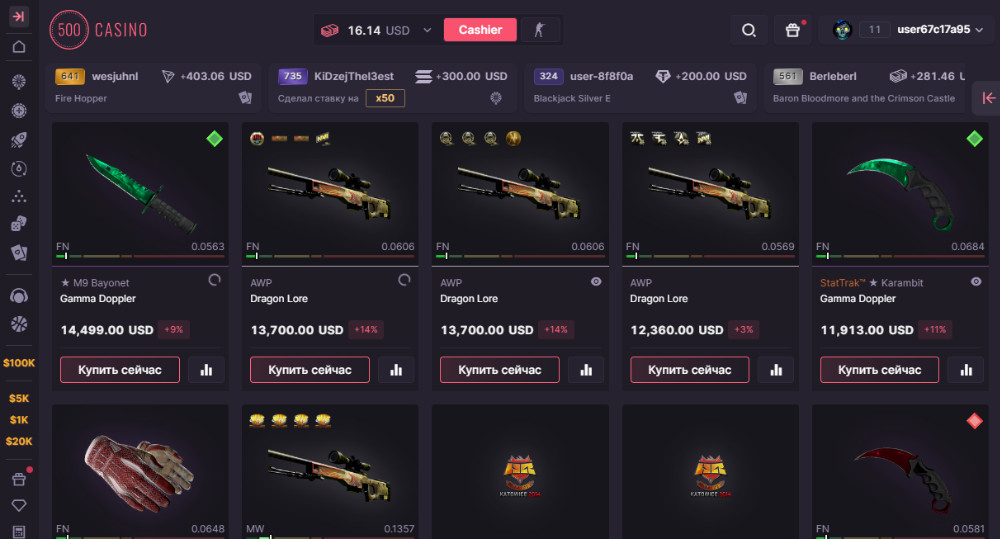 500 CASINO
16.14 USD
Cashier
11
user67c17a95
641 wesjuhnl +403.06 USD
Fire Hopper
735 KiDzejThel3est +300.00 USD
Сделал ставку на x50
324 user-8f8f0a +200.00 USD
Blackjack Silver E
561 Berleberl +281.46
Baron Bloodmore and the Crimson Castle
FN 0.0563
★ M9 Bayonet
Gamma Doppler
14,499.00 USD +9%
Купить сейчас
FN 0.0606
AWP
Dragon Lore
13,700.00 USD +14%
Купить сейчас
FN 0.0606
AWP
Dragon Lore
13,700.00 USD +14%
Купить сейчас
FN 0.0569
AWP
Dragon Lore
12,360.00 USD +3%
Купить сейчас
FN 0.0684
StatTrak™ ★ Karambit
Gamma Doppler
11,913.00 USD +11%
Купить сейчас
$100K
$5K
$1K
$20K
FN 0.0648
MW 0.1357
KATOWICE 2014
KATOWICE 2014
FN 0.0581